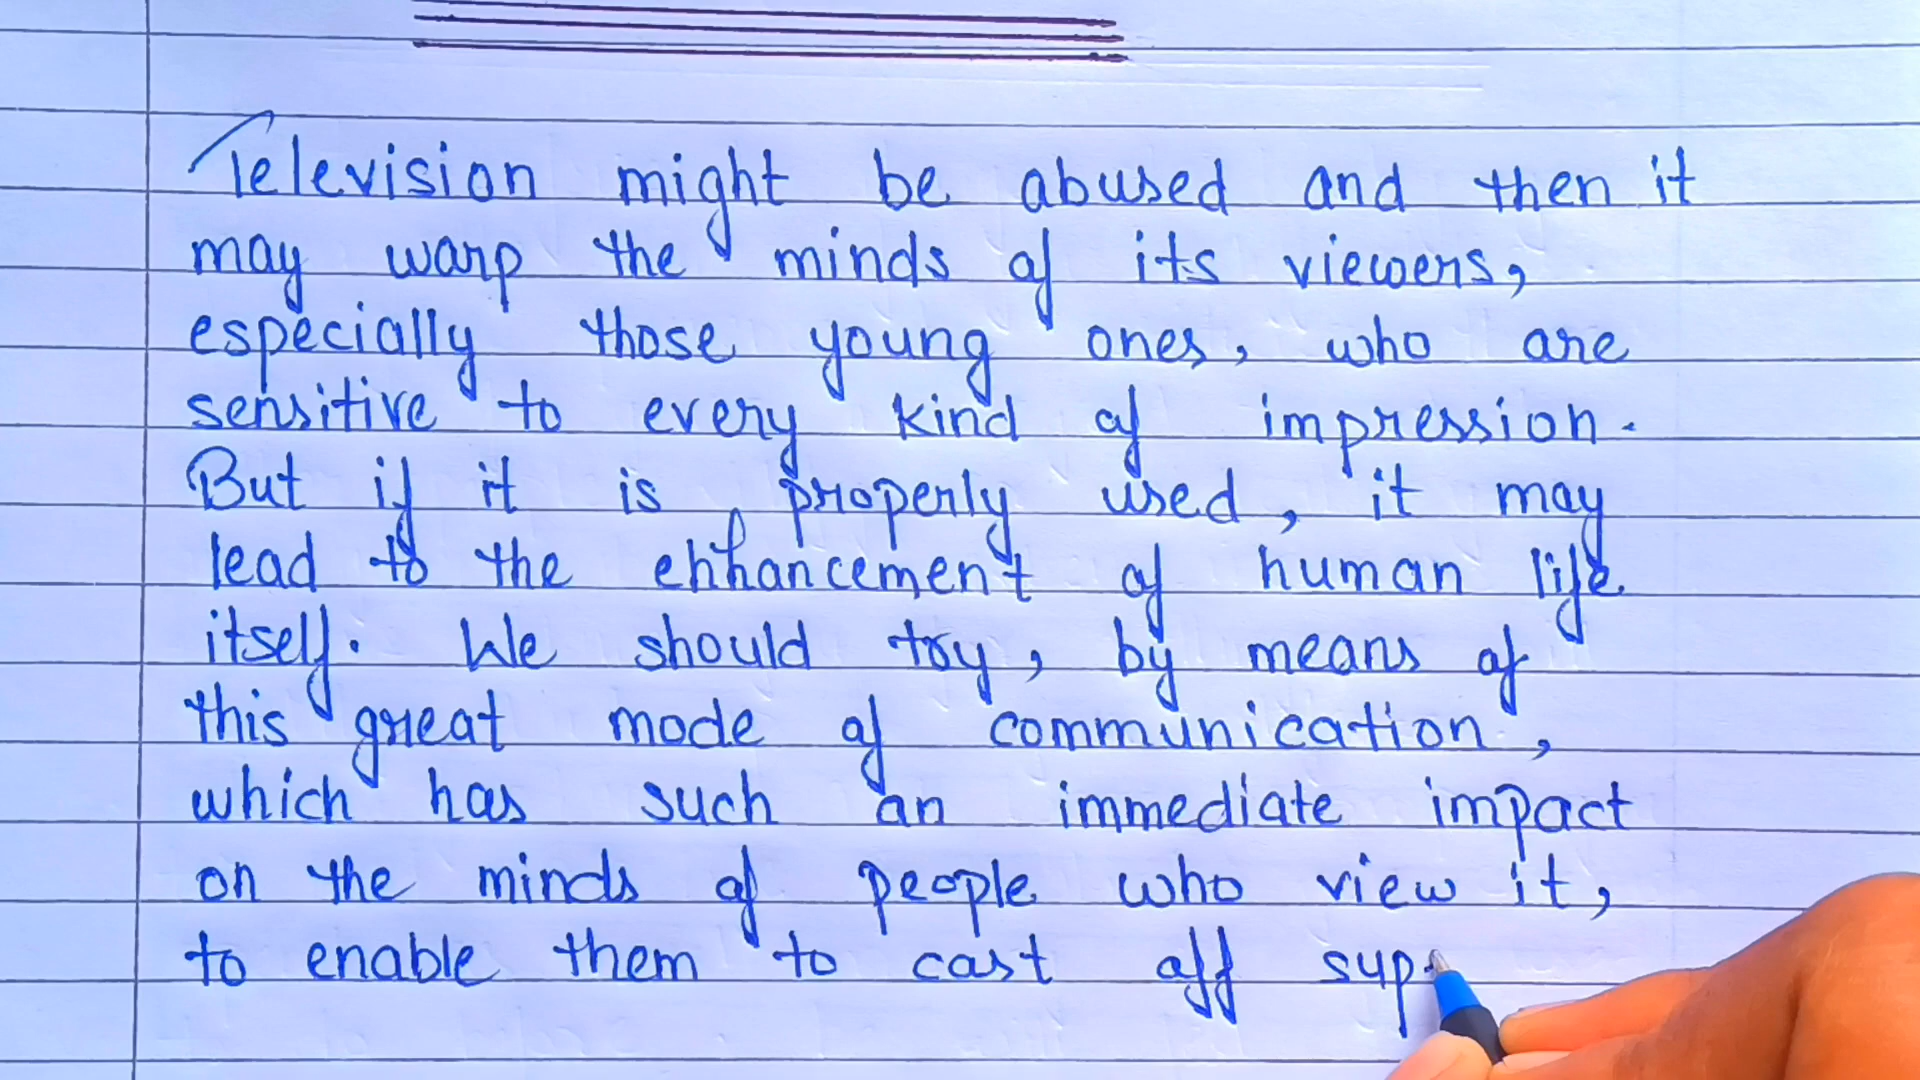 Television might be abused and then it
may warp the minds of its viewers,
especially those young ones, who are
sensitive to every kind of impression.
But if it is properly used, it may
lead to the enhancement of human life
itself. We should try, by means of
this great mode of communication,
which has such an immediate impact
on the minds of people who view it,
to enable them to cast off sup